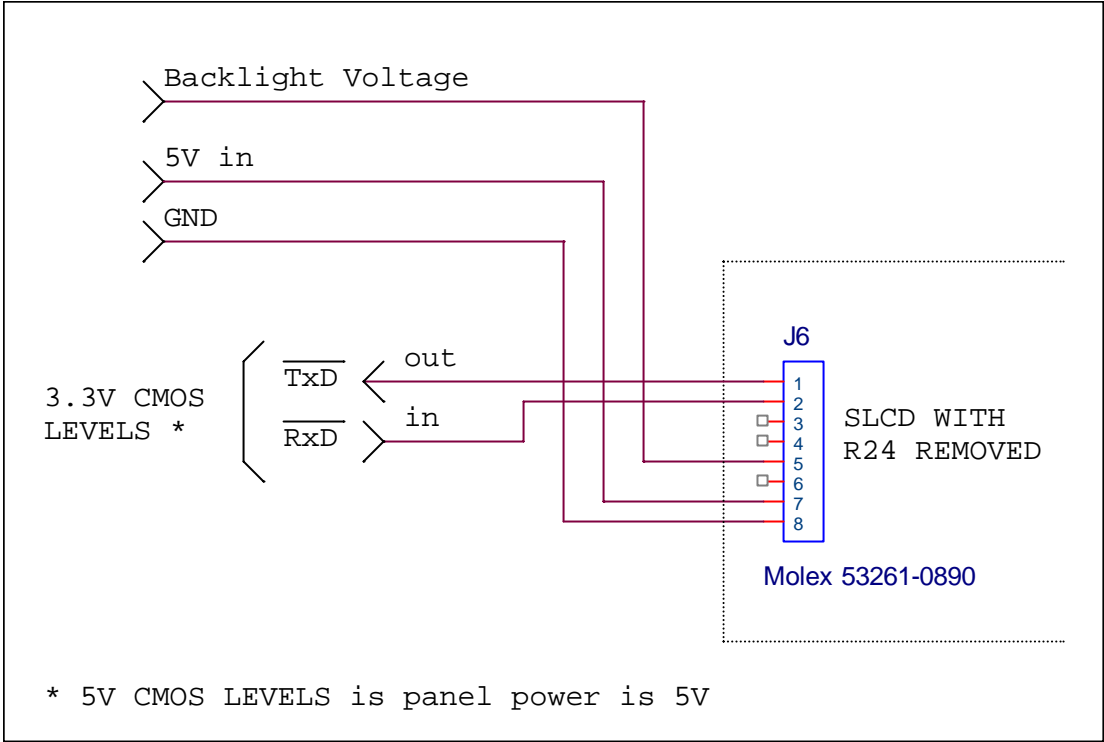 Backlight Voltage
5V in
GND
3.3V CMOS
LEVELS *
TxD
out
RxD
in
J6
1
2
3
4
5
6
7
8
SLCD WITH
R24 REMOVED
Molex 53261-0890
* 5V CMOS LEVELS is panel power is 5V